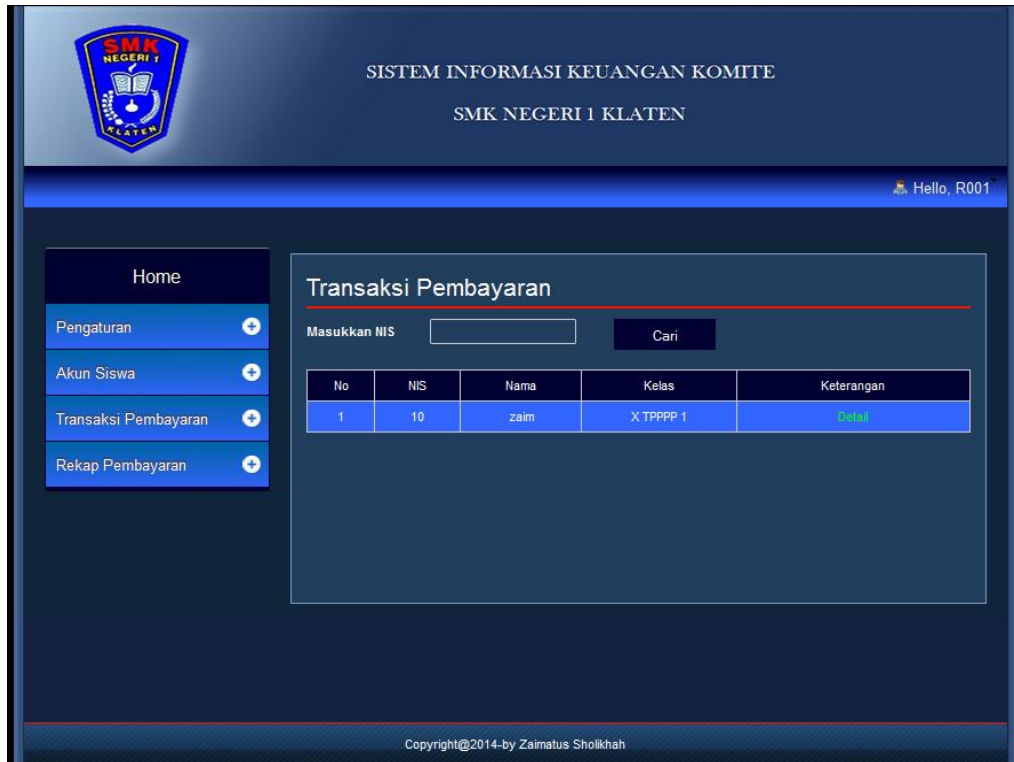 SMK
NEGERI 1
KLATEN
SISTEM INFORMASI KEUANGAN KOMITE
SMK NEGERI 1 KLATEN
Hello, R001
Home
Pengaturan
Akun Siswa
Transaksi Pembayaran
Rekap Pembayaran
Transaksi Pembayaran
Masukkan NIS Cari
No NIS Nama Kelas Keterangan
1 10 zaim X TPPPP 1 Detail
Copyright@2014-by Zaimatus Sholikhah